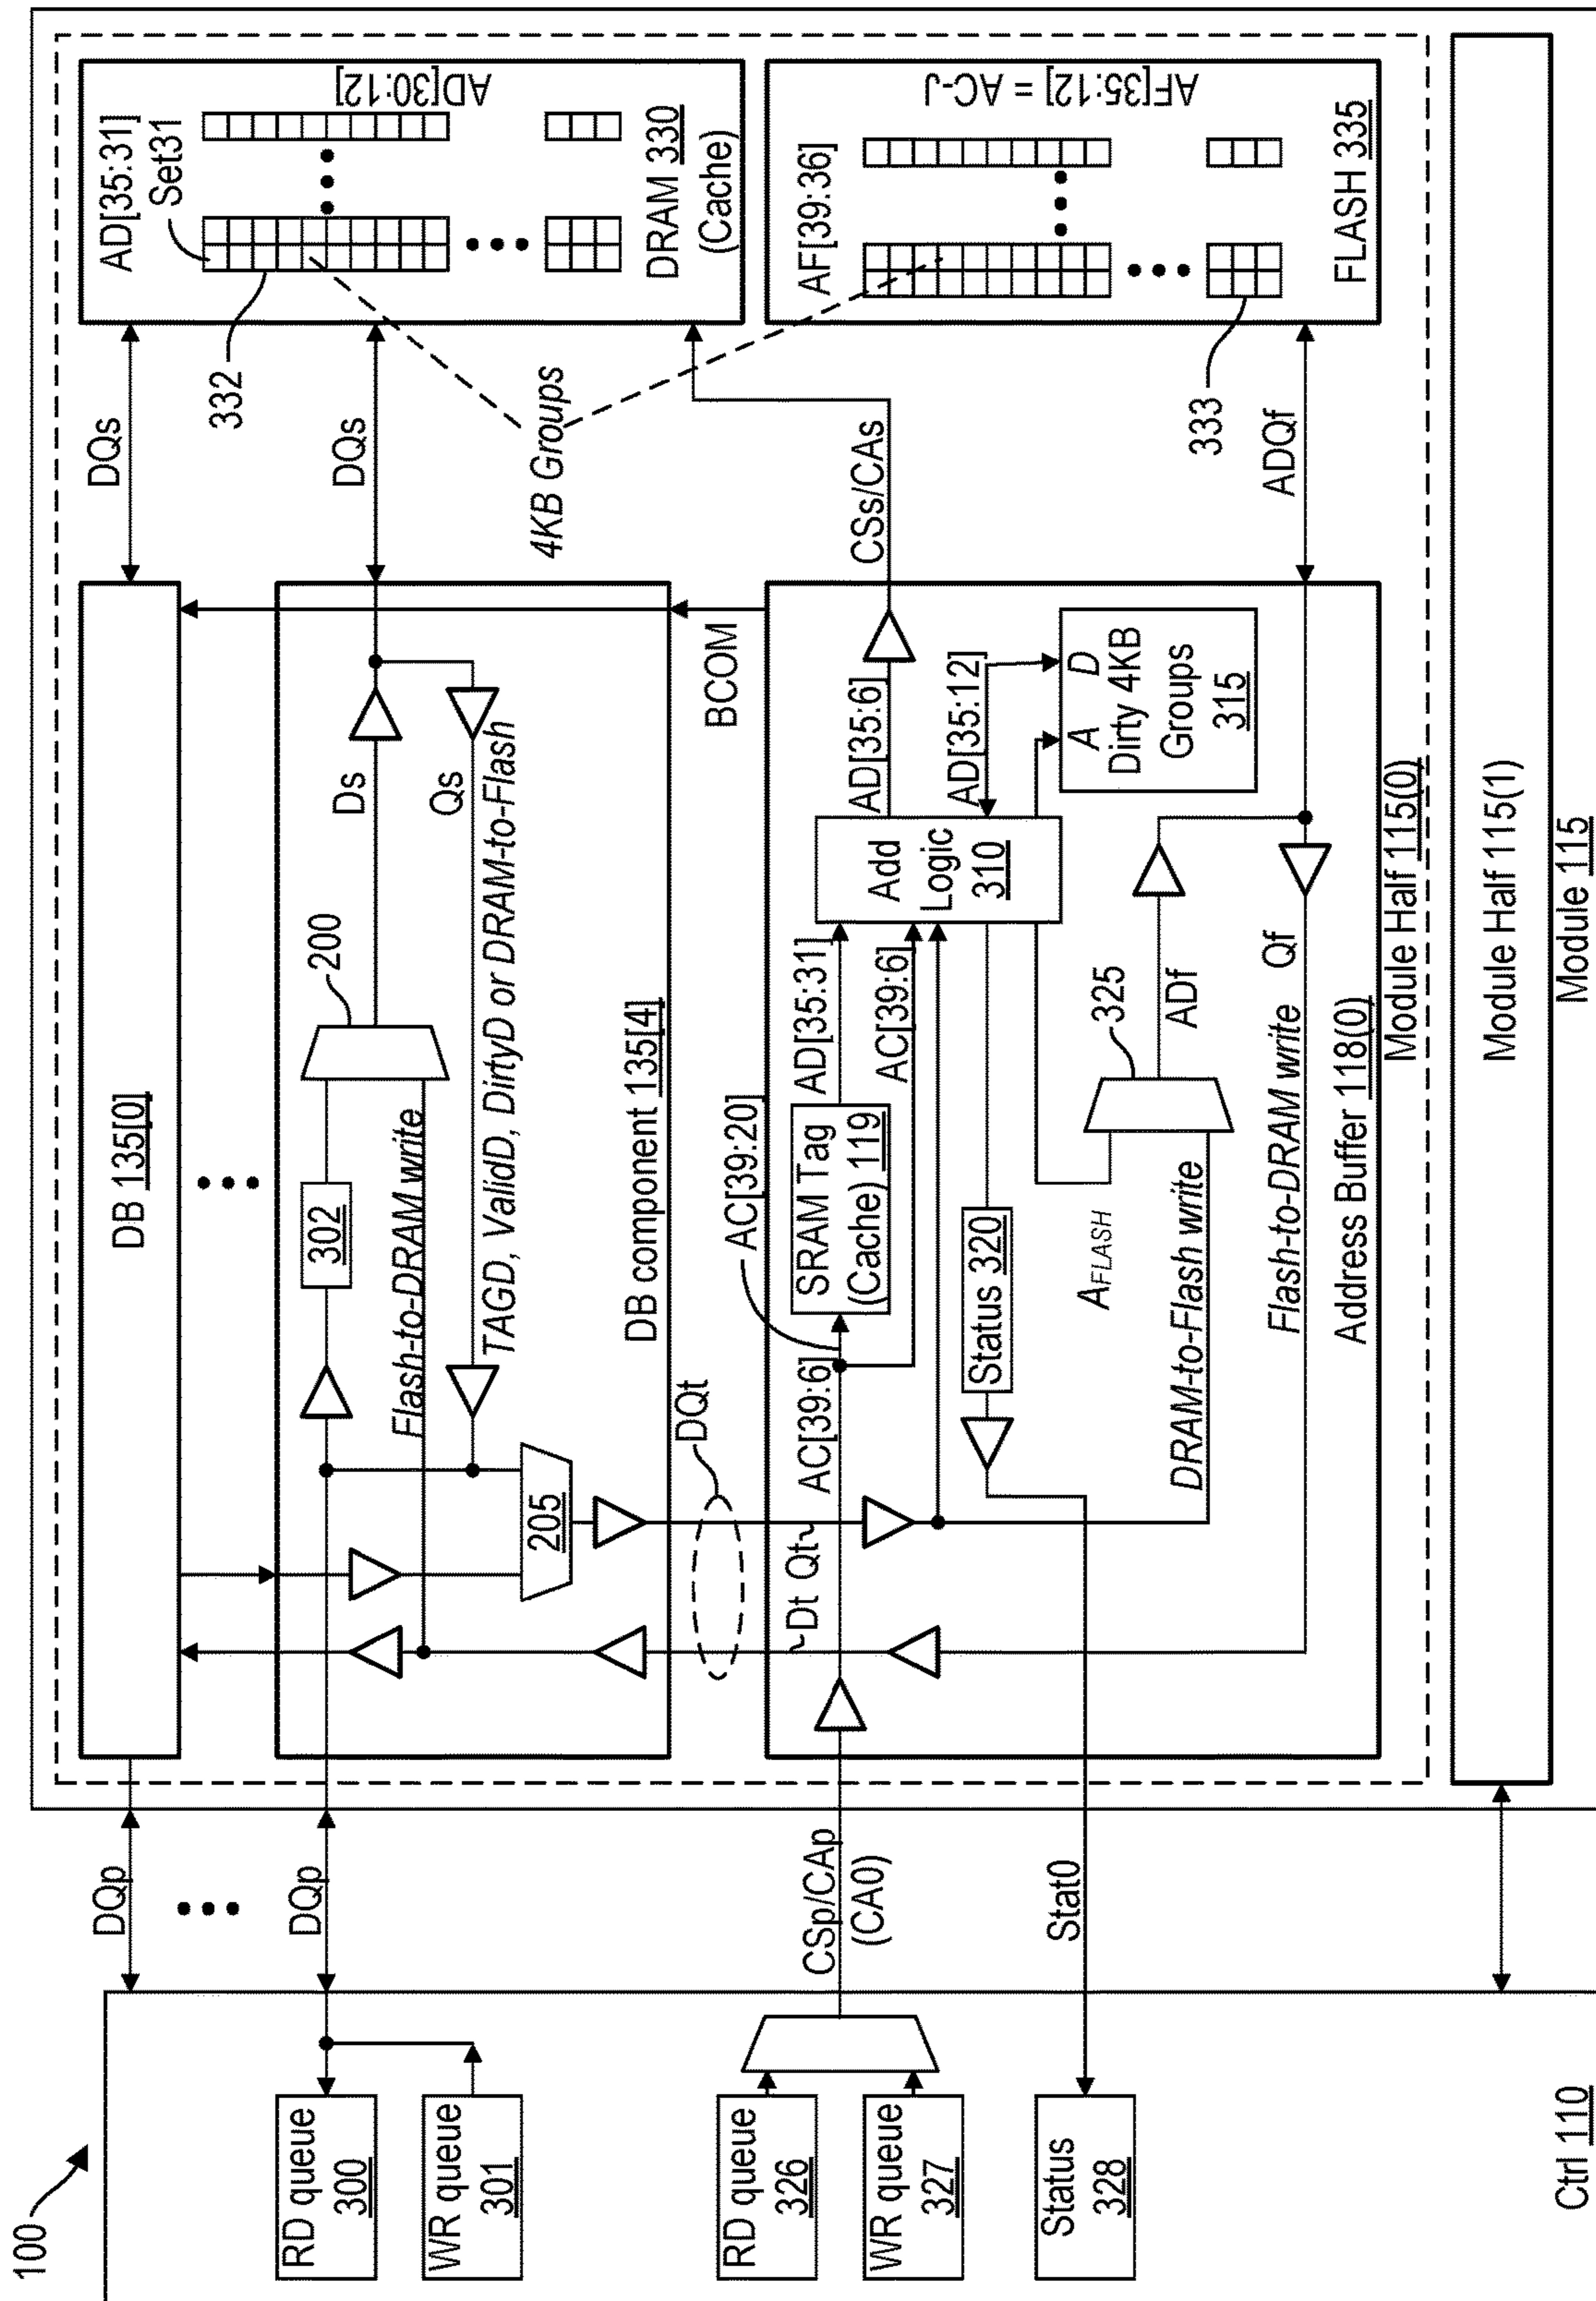 100
RD queue
300
WR queue
301
RD queue
326
WR queue
327
Status
328
Ctrl 110
DQp
DQp
CSp/CAp
(CA0)
Stat0
DB 135[0]
302
200
205
Ds
Qs
Flash-to-DRAM write
TAGD, ValidD, DirtyD or DRAM-to-Flash
DB component 135[4]
DQt
BCOM
Dt
Qt
AC[39:6]
AC[39:20]
SRAM Tag
(Cache) 119
AD[35:31]
AC[39:6]
Add
Logic
310
AD[35:6]
AD[35:12]
A
D
Dirty 4KB
Groups
315
Status 320
AFLASH
325
ADf
DRAM-to-Flash write
Flash-to-DRAM write
Qf
Address Buffer 118(0)
DQs
DQs
CSs/CAs
ADQf
4KB Groups
AD[35:31]
Set31
332
AD[30:12]
DRAM 330
(Cache)
AF[39:36]
AF[35:12] = AC-J
333
FLASH 335
Module Half 115(0)
Module Half 115(1)
Module 115